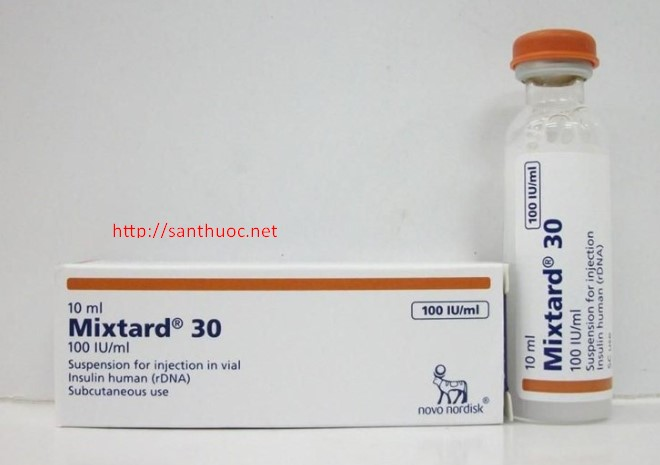 http://santhuoc.net
10 ml
Mixtard® 30
100 IU/ml
100 IU/ml
Suspension for injection in vial
Insulin human (rDNA)
Subcutaneous use
novo nordisk®
10 ml
Mixtard® 30
100 IU/ml
100 IU/ml
Suspension for injection
Insulin human (rDNA)